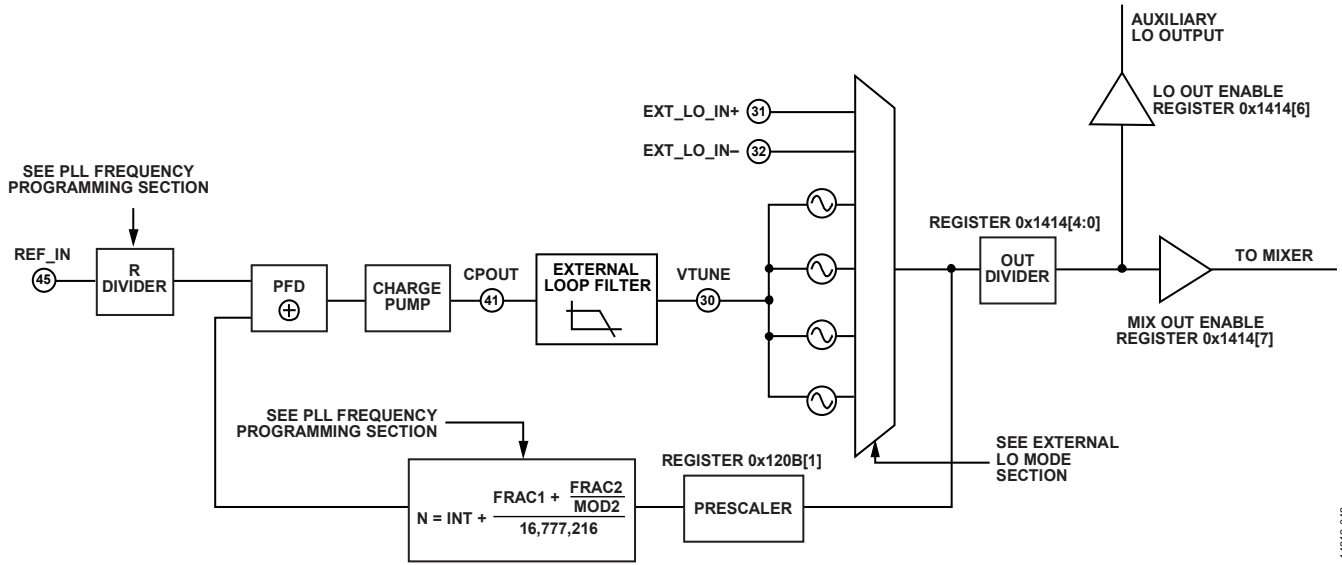 AUXILIARY
LO OUTPUT
LO OUT ENABLE
REGISTER 0x1414[6]
EXT_LO_IN+ 31
EXT_LO_IN– 32
SEE PLL FREQUENCY
PROGRAMMING SECTION
REGISTER 0x1414[4:0]
REF_IN
45
R
DIVIDER
PFD
+
CHARGE
PUMP
CPOUT
41
EXTERNAL
LOOP FILTER
VTUNE
30
OUT
DIVIDER
TO MIXER
MIX OUT ENABLE
REGISTER 0x1414[7]
SEE PLL FREQUENCY
PROGRAMMING SECTION
SEE EXTERNAL
LO MODE
SECTION
REGISTER 0x120B[1]
N = INT + FRAC1 + FRAC2
MOD2
16,777,216
PRESCALER